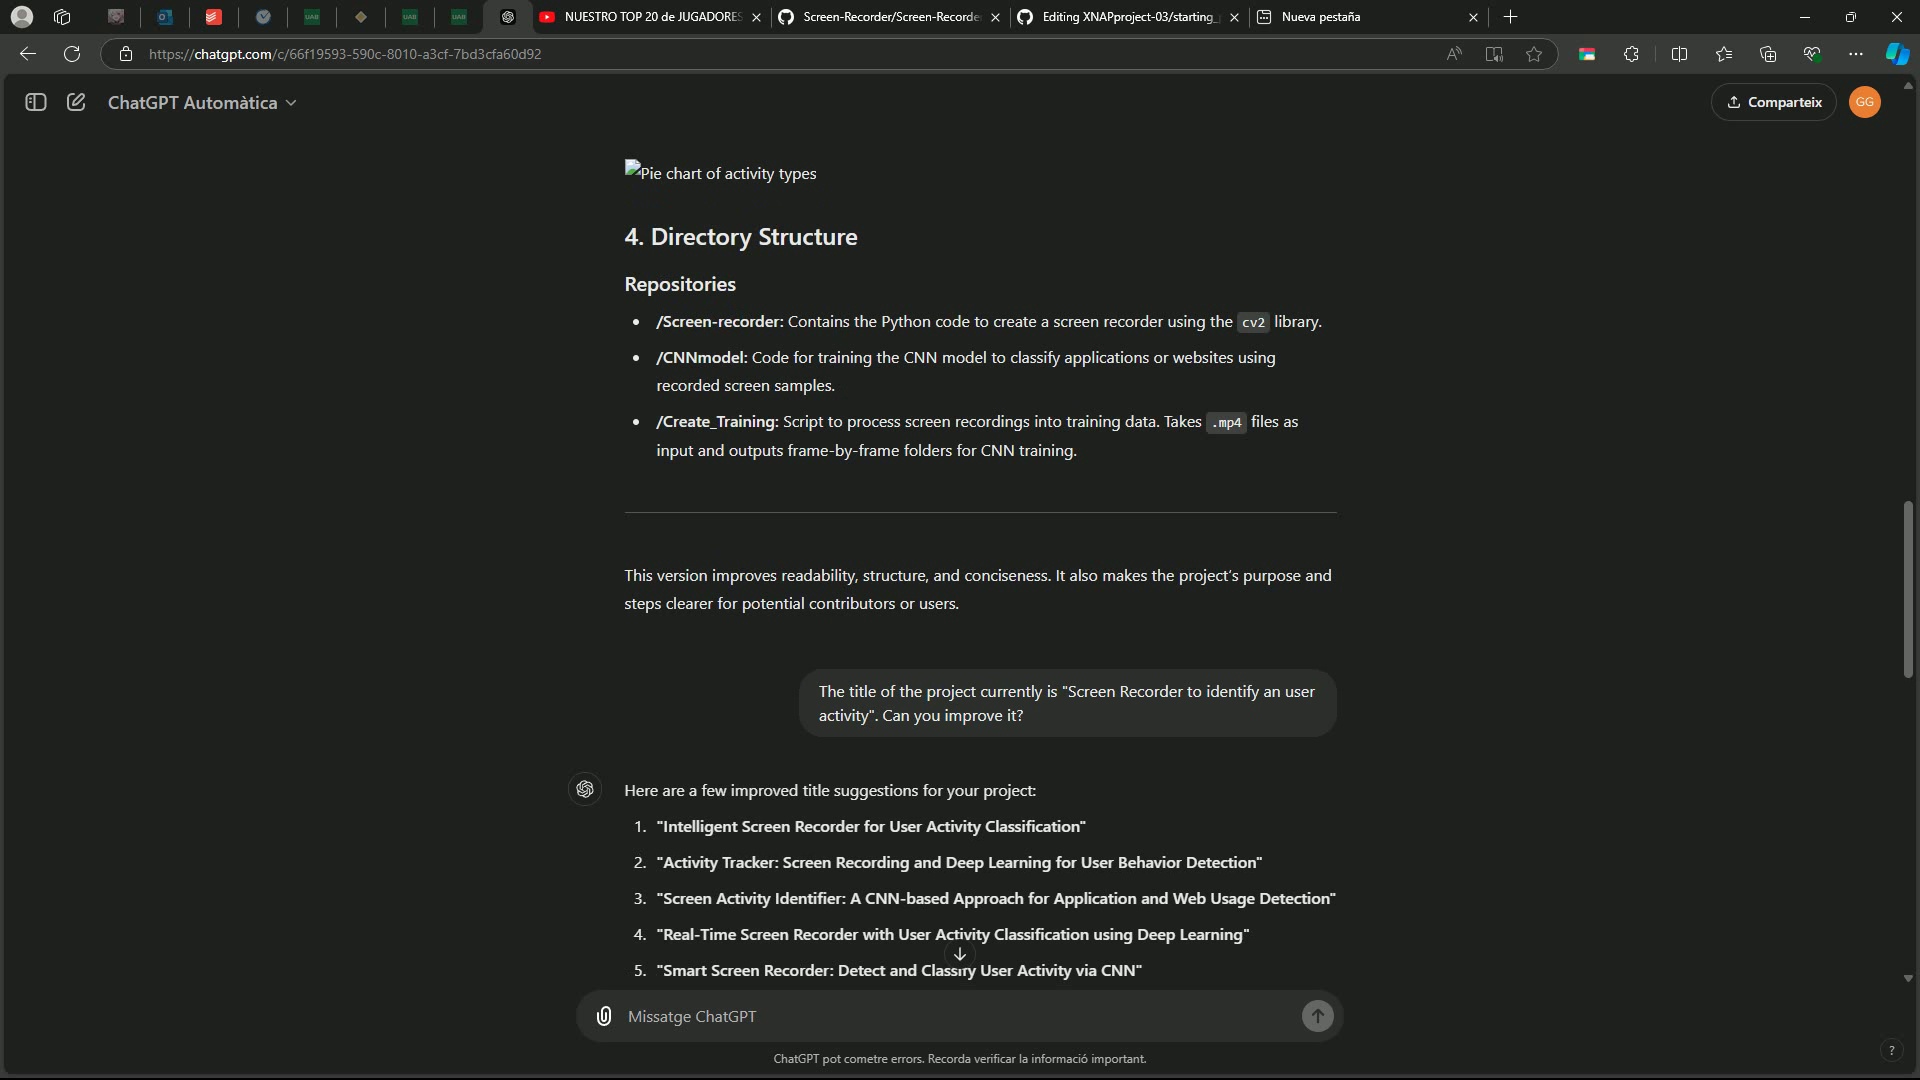 NUESTRO TOP 20 de JUGADORES
Screen-Recorder/Screen-Recorde
Editing XNAPproject-03/starting_
Nueva pestaña
https://chatgpt.com/c/66f19593-590c-8010-a3cf-7bd3cfa60d92
ChatGPT Automàtica
Comparteix
GG
Pie chart of activity types
4. Directory Structure
Repositories
• /Screen-recorder: Contains the Python code to create a screen recorder using the cv2 library.
• /CNNmodel: Code for training the CNN model to classify applications or websites using
recorded screen samples.
• /Create_Training: Script to process screen recordings into training data. Takes .mp4 files as
input and outputs frame-by-frame folders for CNN training.
This version improves readability, structure, and conciseness. It also makes the project's purpose and
steps clearer for potential contributors or users.
The title of the project currently is "Screen Recorder to identify an user
activity". Can you improve it?
Here are a few improved title suggestions for your project:
1. "Intelligent Screen Recorder for User Activity Classification"
2. "Activity Tracker: Screen Recording and Deep Learning for User Behavior Detection"
3. "Screen Activity Identifier: A CNN-based Approach for Application and Web Usage Detection"
4. "Real-Time Screen Recorder with User Activity Classification using Deep Learning"
5. "Smart Screen Recorder: Detect and Classify User Activity via CNN"
Missatge ChatGPT
ChatGPT pot cometre errors. Recorda verificar la informació important.
?